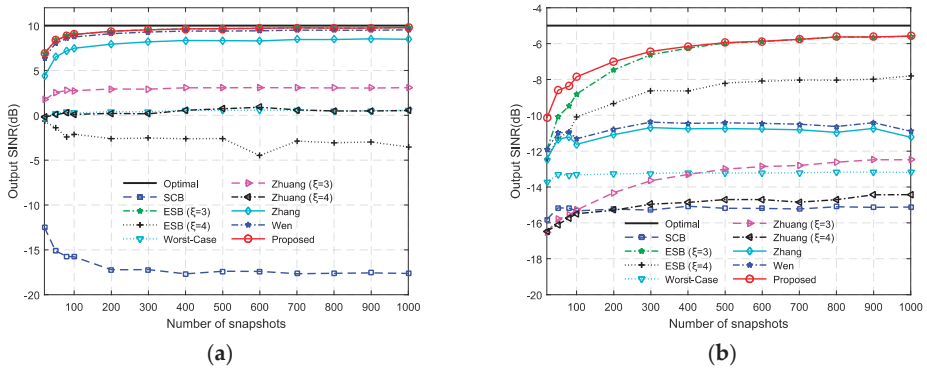 10
5
0
-5
-10
-15
-20
Output SINR(dB)
Optimal
SCB
ESB (ξ=3)
ESB (ξ=4)
Worst-Case
Zhuang (ξ=3)
Zhuang (ξ=4)
Zhang
Wen
Proposed
100 200 300 400 500 600 700 800 900 1000
Number of snapshots
(a)
-5
-4
-6
-8
-10
-12
-14
-16
-18
-20
Output SINR(dB)
Optimal
SCB
ESB (ξ=3)
ESB (ξ=4)
Worst-Case
Zhuang (ξ=3)
Zhuang (ξ=4)
Zhang
Wen
Proposed
100 200 300 400 500 600 700 800 900 1000
Number of snapshots
(b)